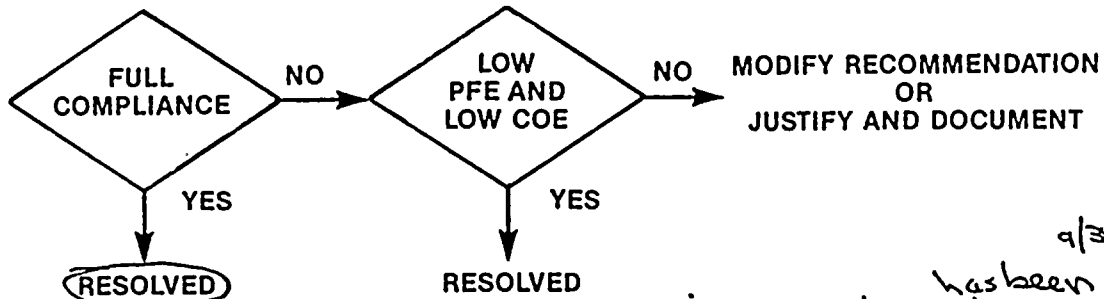 FULL
COMPLIANCE
NO
LOW
PFE AND
LOW COE
NO
MODIFY RECOMMENDATION
OR
JUSTIFY AND DOCUMENT
YES
YES
RESOLVED
RESOLVED
has been